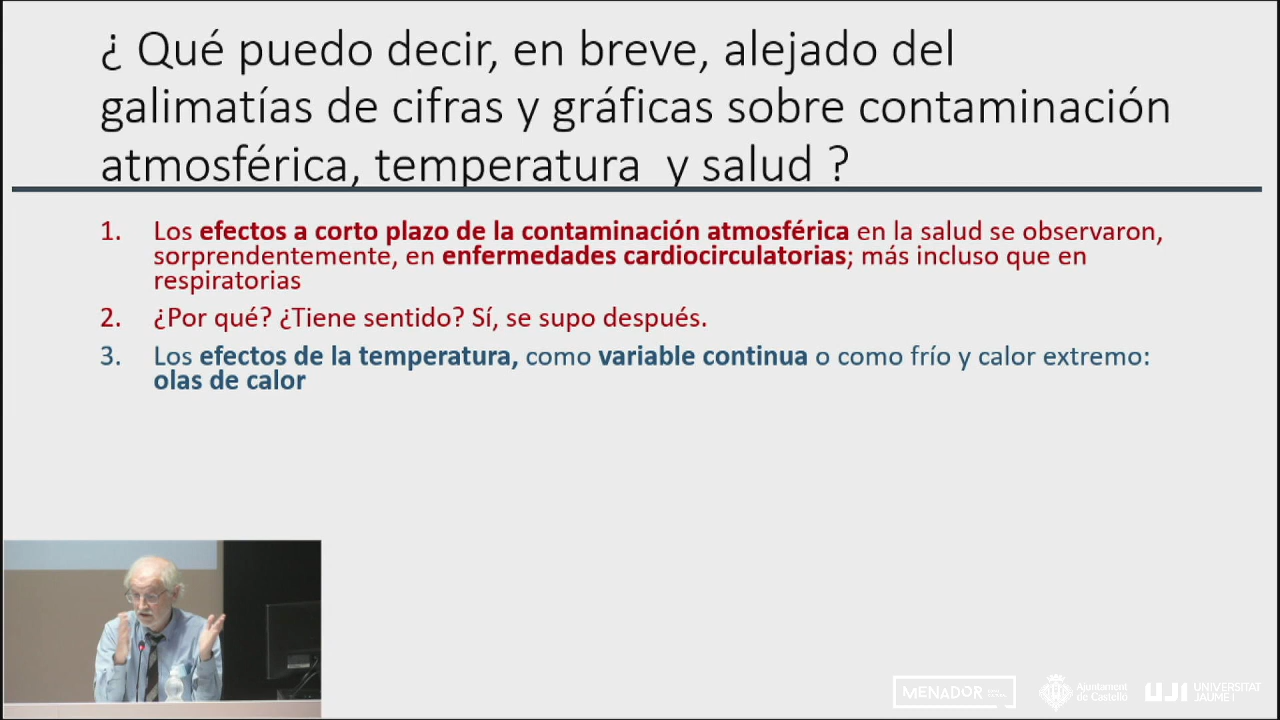 ¿ Qué puedo decir, en breve, alejado del
galimatías de cifras y gráficas sobre contaminación
atmosférica, temperatura y salud ?
1. Los efectos a corto plazo de la contaminación atmosférica en la salud se observaron,
sorprendentemente, en enfermedades cardiocirculatorias; más incluso que en
respiratorias
2. ¿Por qué? ¿Tiene sentido? Sí, se supo después.
3. Los efectos de la temperatura, como variable continua o como frío y calor extremo:
olas de calor
MENADOR
Ajuntament
de Castelló
UJI UNIVERSITAT
JAUME I